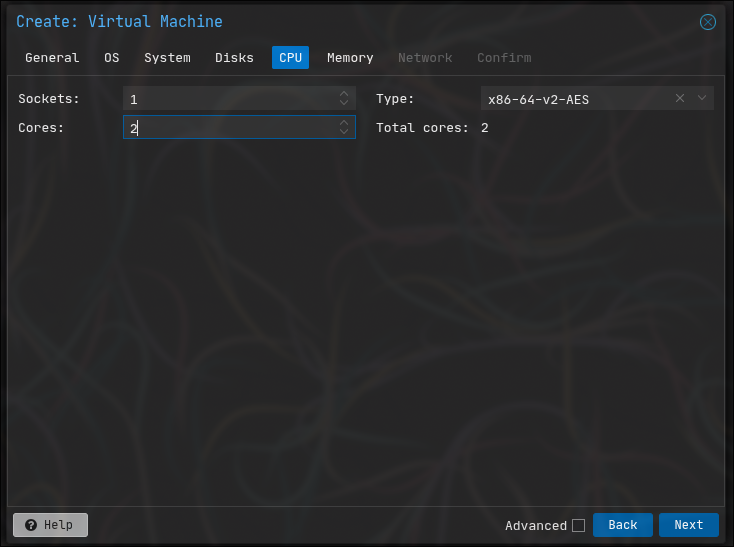 Create: Virtual Machine
General OS System Disks CPU Memory Network Confirm
Sockets: 1 Type: x86-64-v2-AES
Cores: 2 Total cores: 2
? Help Advanced Back Next